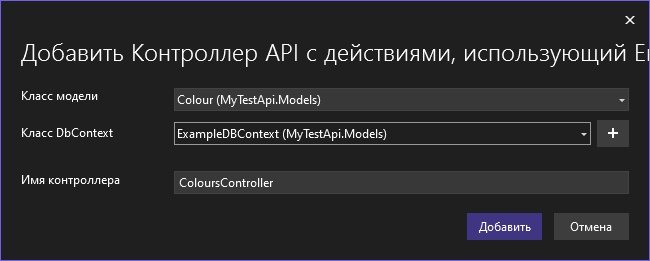 Добавить Контроллер API с действиями, использующий
Класс модели
Colour (MyTestApi.Models)
Класс DbContext
ExampleDBContext (MyTestApi.Models)
+
Имя контроллера
ColoursController
Добавить
Отмена